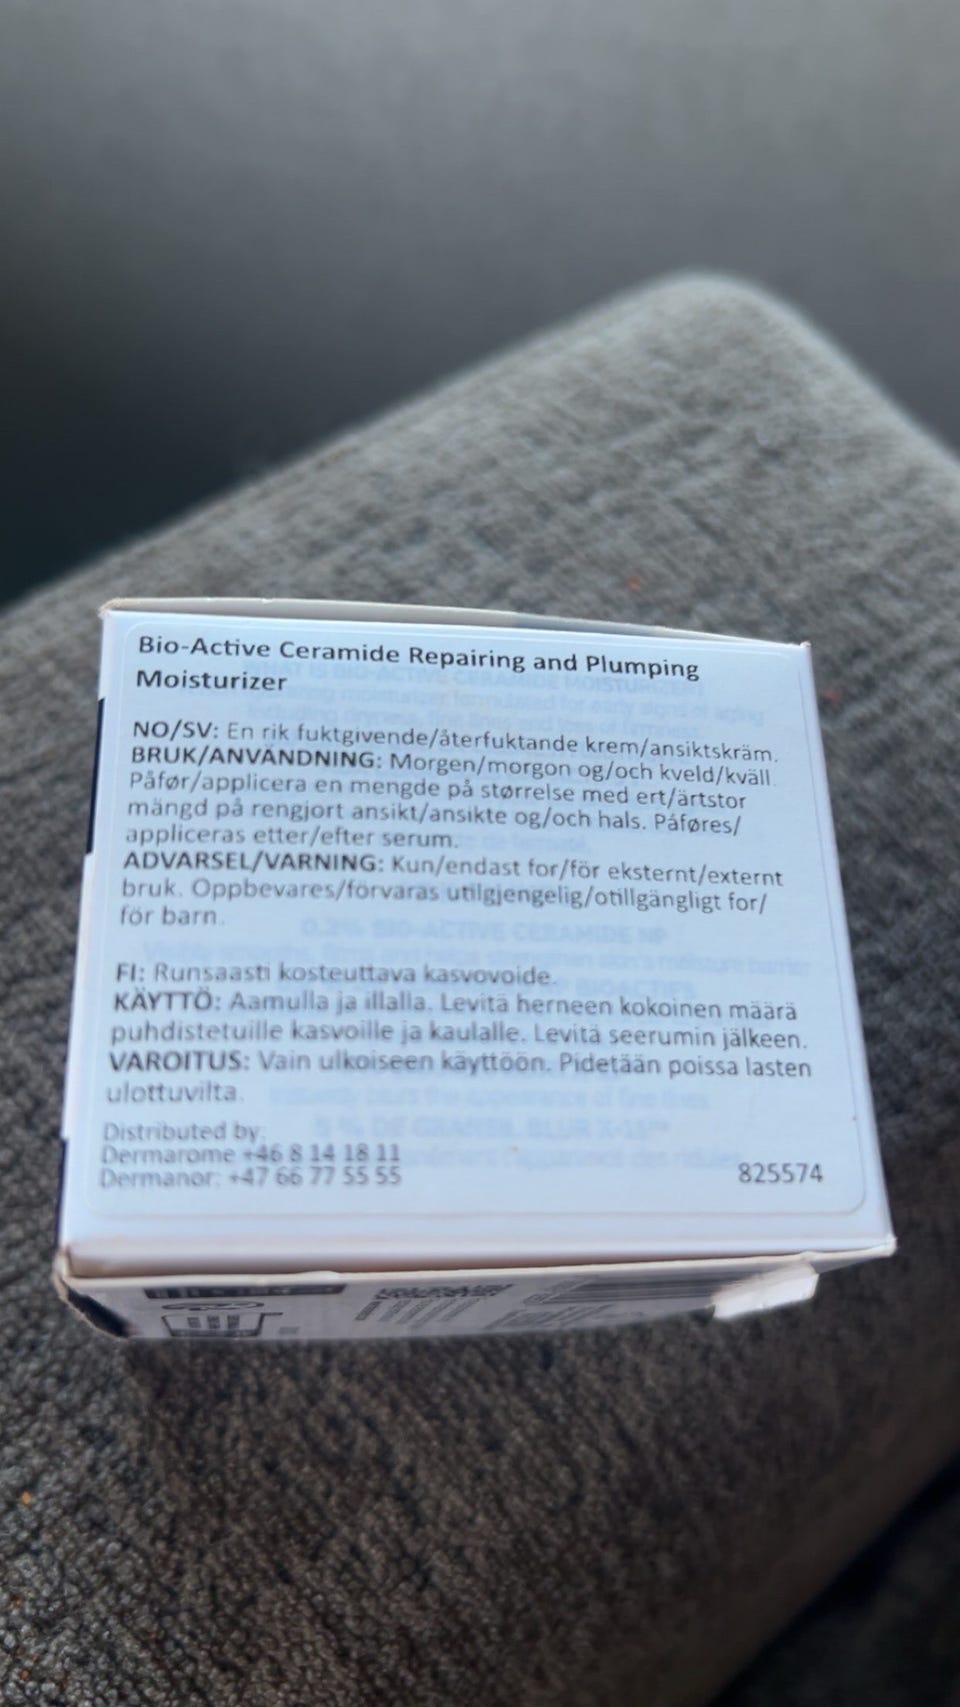 Bio-Active Ceramide Repairing and Plumping
Moisturizer
NO/SV: En rik fuktgivende/återfuktande krem/ansiktskräm.
BRUK/ANVÄNDNING: Morgen/morgon og/och kveld/kväll.
Påfør/applicera en mengde på størrelse med ert/ärtstor
mängd på rengjort ansikt/ansikte og/och hals. Påføres/
appliceras etter/efter serum.
ADVARSEL/VARNING: Kun/endast for/för eksternt/externt
bruk. Oppbevares/förvaras utilgjengelig/otillgängligt for/
för barn.
FI: Runsaasti kosteuttava kasvovoide.
KÄYTTÖ: Aamulla ja illalla. Levitä herneen kokoinen määrä
puhdistetuille kasvoille ja kaulalle. Levitä seerumin jälkeen.
VAROITUS: Vain ulkoiseen käyttöön. Pidetään poissa lasten
ulottuvilta.
Distributed by:
Dermarome +46 8 14 18 11
Dermanor: +47 66 77 55 55
825574